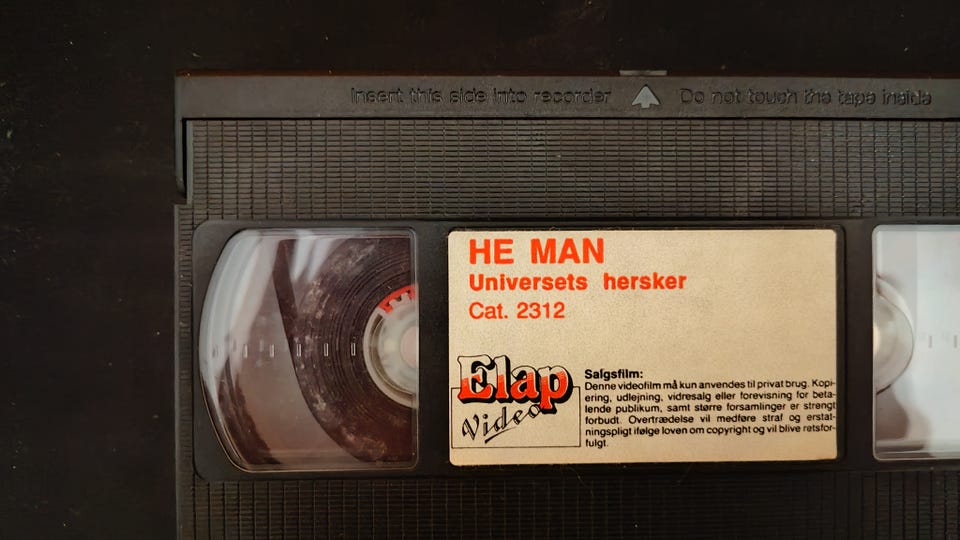 Insert this side into recorder Do not touch the tape inside
HE MAN
Universets hersker
Cat. 2312
Elap
Video
Salgsfilm:
Denne videofilm må kun anvendes til privat brug. Kopi-
ering, udlejning, vidresalg eller forevisning for beta-
lende publikum, samt større forsamlinger er strengt
forbudt. Overtrædelse vil medføre straf og erstat-
ningspligt ifølge loven om copyright og vil blive retsfor-
fulgt.